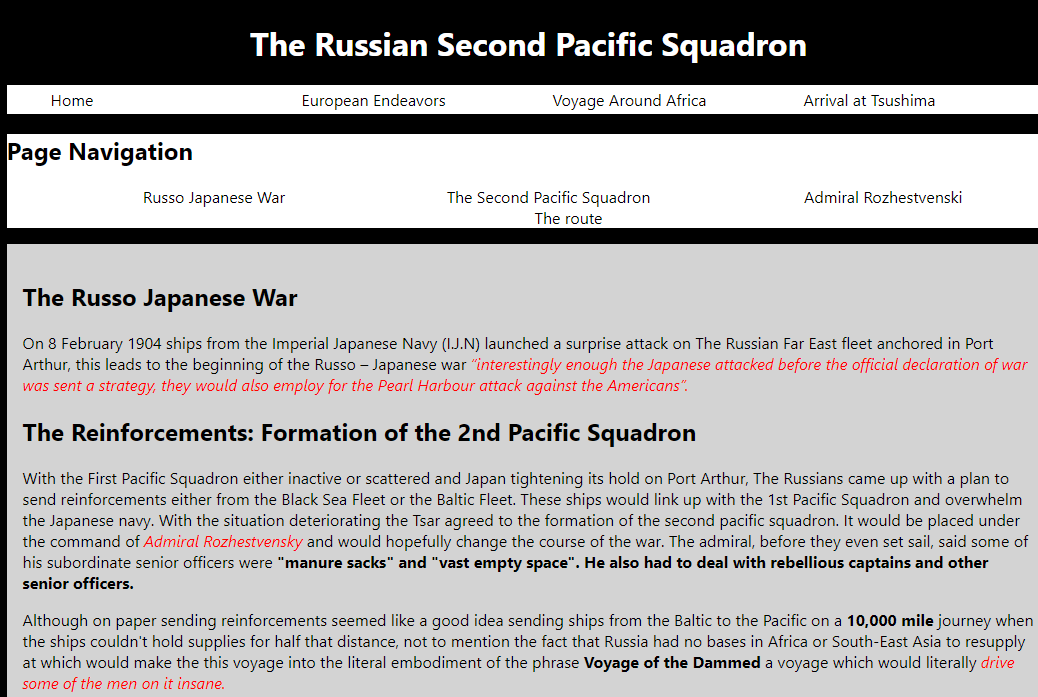 The Russian Second Pacific Squadron
Home European Endeavors Voyage Around Africa Arrival at Tsushima
Page Navigation
Russo Japanese War The Second Pacific Squadron Admiral Rozhestvenski
The route
The Russo Japanese War
On 8 February 1904 ships from the Imperial Japanese Navy (I.J.N) launched a surprise attack on The Russian Far East fleet anchored in Port
Arthur, this leads to the beginning of the Russo – Japanese war “interestingly enough the Japanese attacked before the official declaration of war
was sent a strategy, they would also employ for the Pearl Harbour attack against the Americans”.
The Reinforcements: Formation of the 2nd Pacific Squadron
With the First Pacific Squadron either inactive or scattered and Japan tightening its hold on Port Arthur, The Russians came up with a plan to
send reinforcements either from the Black Sea Fleet or the Baltic Fleet. These ships would link up with the 1st Pacific Squadron and overwhelm
the Japanese navy. With the situation deteriorating the Tsar agreed to the formation of the second pacific squadron. It would be placed under
the command of Admiral Rozhestvensky and would hopefully change the course of the war. The admiral, before they even set sail, said some of
his subordinate senior officers were "manure sacks" and "vast empty space". He also had to deal with rebellious captains and other
senior officers.
Although on paper sending reinforcements seemed like a good idea sending ships from the Baltic to the Pacific on a 10,000 mile journey when
the ships couldn't hold supplies for half that distance, not to mention the fact that Russia had no bases in Africa or South-East Asia to resupply
at which would make the this voyage into the literal embodiment of the phrase Voyage of the Dammed a voyage which would literally drive
some of the men on it insane.